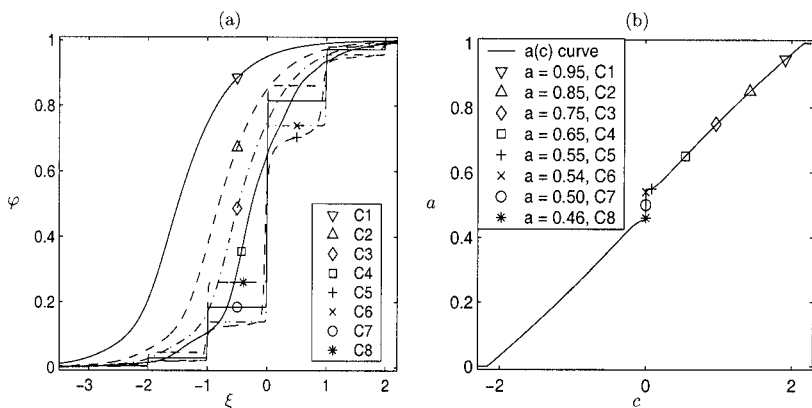 (a)
1
0.8
0.6
φ
0.4
0.2
0
−3
−2
−1
0
1
2
ξ
C1
C2
C3
C4
C5
C6
C7
C8
(b)
1
0.8
0.6
a
0.4
0.2
0
−2
0
2
c
a(c) curve
a = 0.95, C1
a = 0.85, C2
a = 0.75, C3
a = 0.65, C4
a = 0.55, C5
a = 0.54, C6
a = 0.50, C7
a = 0.46, C8